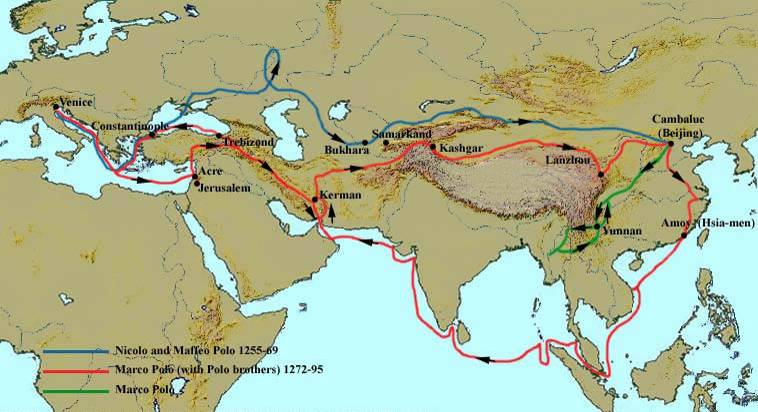 Venice
Constantinople
Trebizond
Bukhara
Samarkand
Kashgar
Lanzhou
Cambaluc
(Beijing)
Acre
Jerusalem
Kerman
Yunnan
Amoy (Hsia-men)
Nicolo and Maffeo Polo 1255-69
Marco Polo (with Polo brothers) 1272-95
Marco Polo